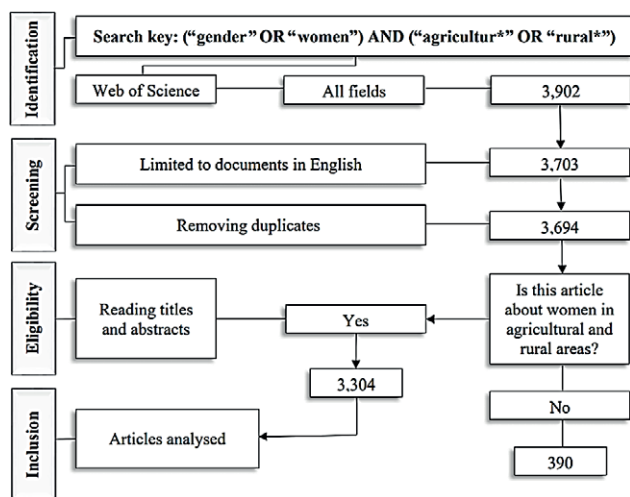 Identification
Search key: (“gender” OR “women”) AND (“agricultur*” OR “rural*”)
Web of Science
All fields
3,902
Screening
Limited to documents in English
3,703
Removing duplicates
3,694
Eligibility
Reading titles
and abstracts
Yes
Is this article
about women in
agricultural and
rural areas?
3,304
No
Inclusion
Articles analysed
390